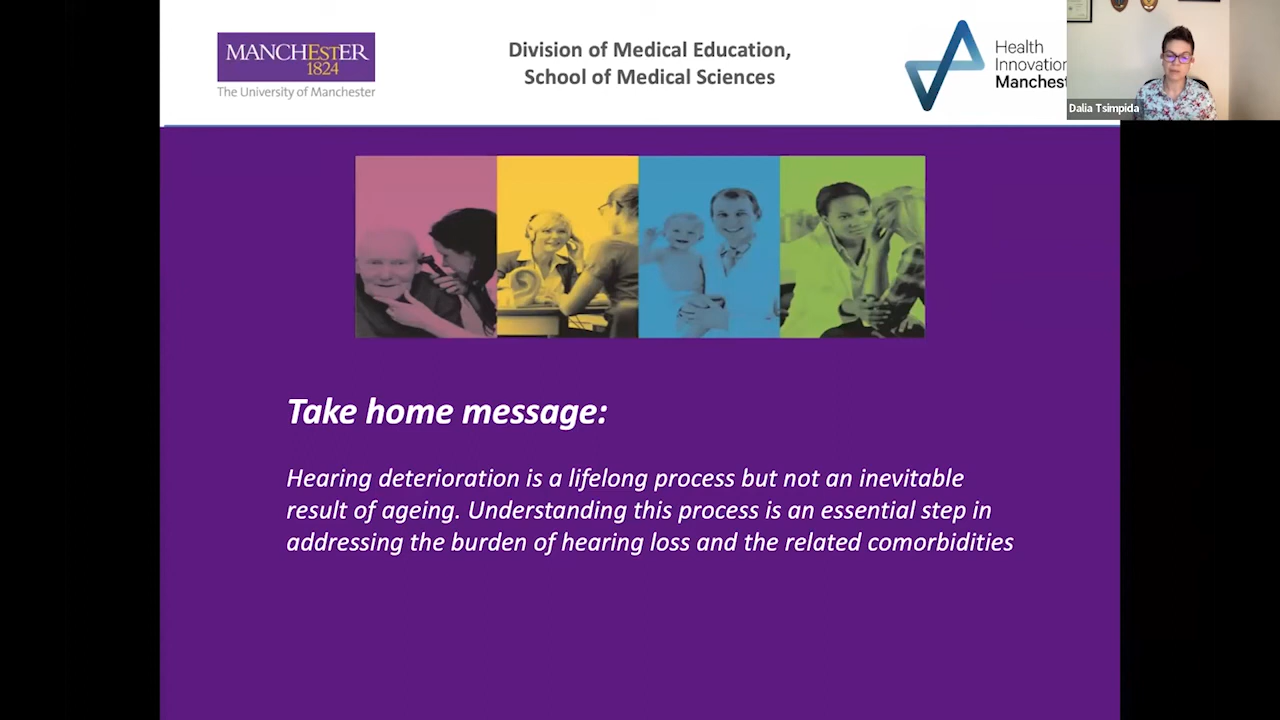 MANCHESTER
1824
The University of Manchester
Division of Medical Education,
School of Medical Sciences
Health
Innovation
Manchest
Dalia Tsimpida
Take home message:
Hearing deterioration is a lifelong process but not an inevitable
result of ageing. Understanding this process is an essential step in
addressing the burden of hearing loss and the related comorbidities